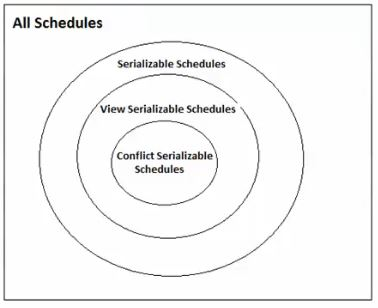 All Schedules
Serializable Schedules
View Serializable Schedules
Conflict Serializable
Schedules